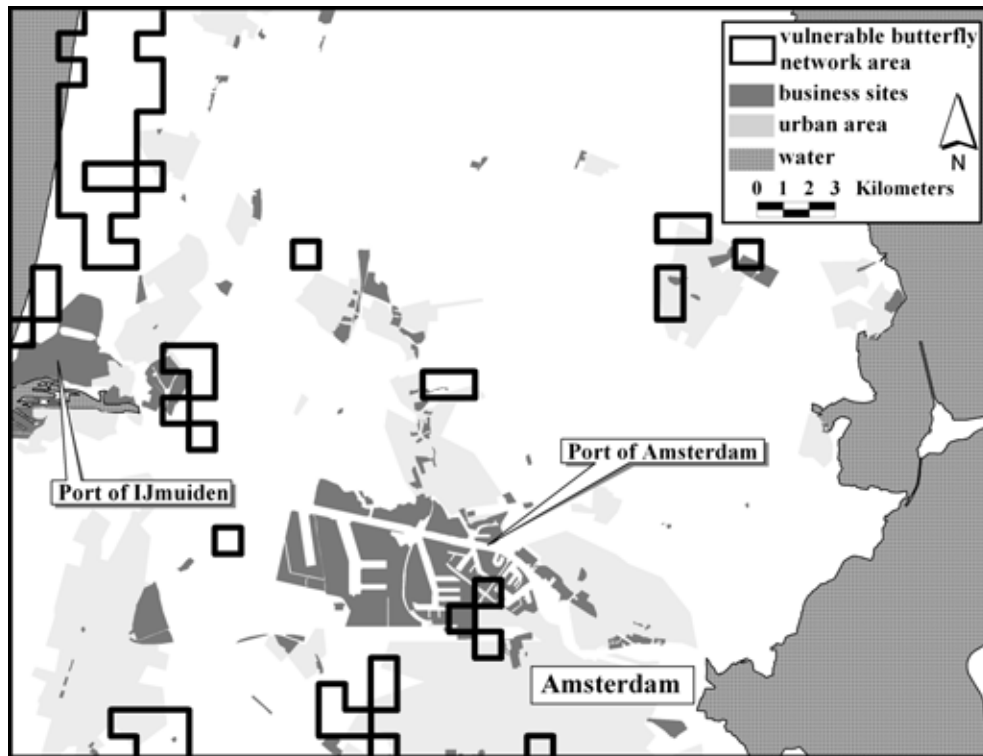 vulnerable butterfly
network area
business sites
urban area
water
N
0 1 2 3 Kilometers
Port of Amsterdam
Port of IJmuiden
Amsterdam